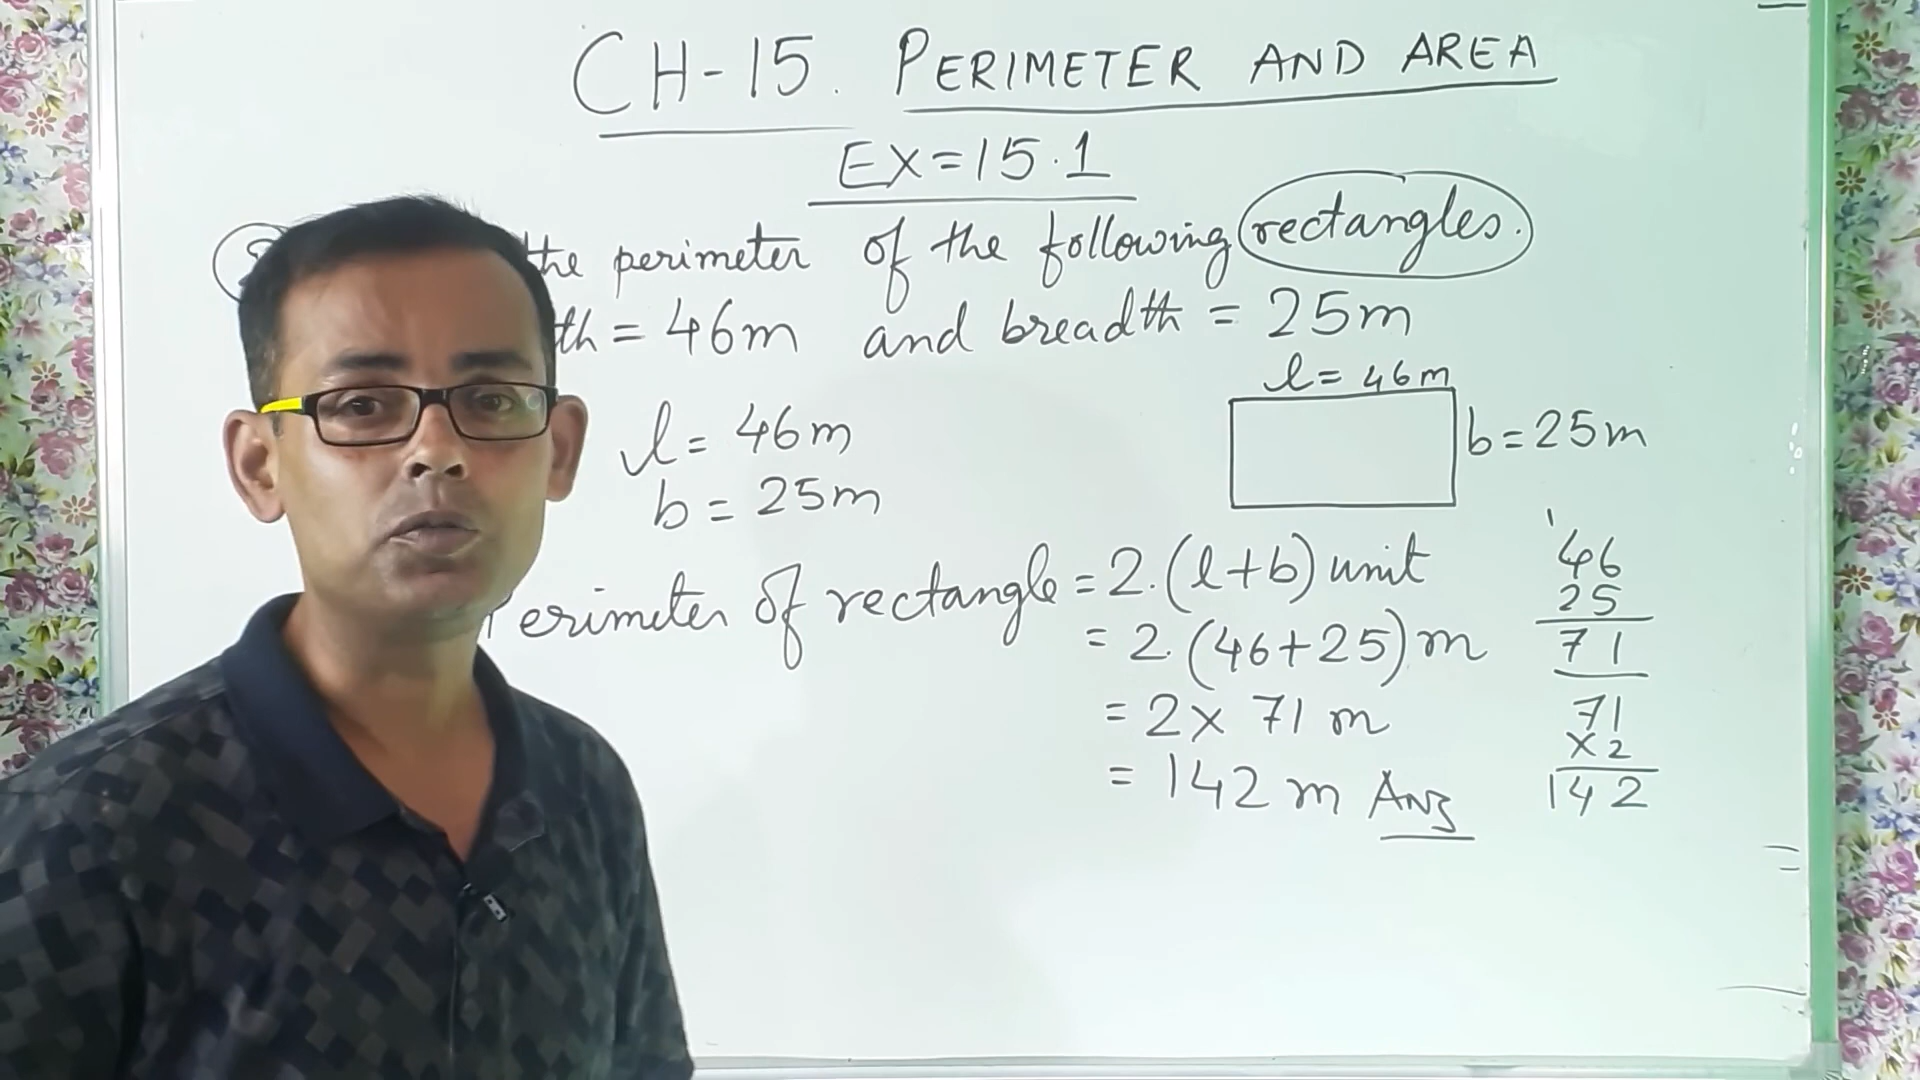 CH-15. PERIMETER AND AREA
EX=15.1
the perimeter of the following rectangles.
th = 46m and breadth = 25m
l = 46m
b = 25m
l = 46m
b = 25m
Perimeter of rectangle = 2.(l+b) unit
= 2.(46+25) m
= 2 x 71 m
= 142 m Ans
1
46
25
71
71
x 2
142